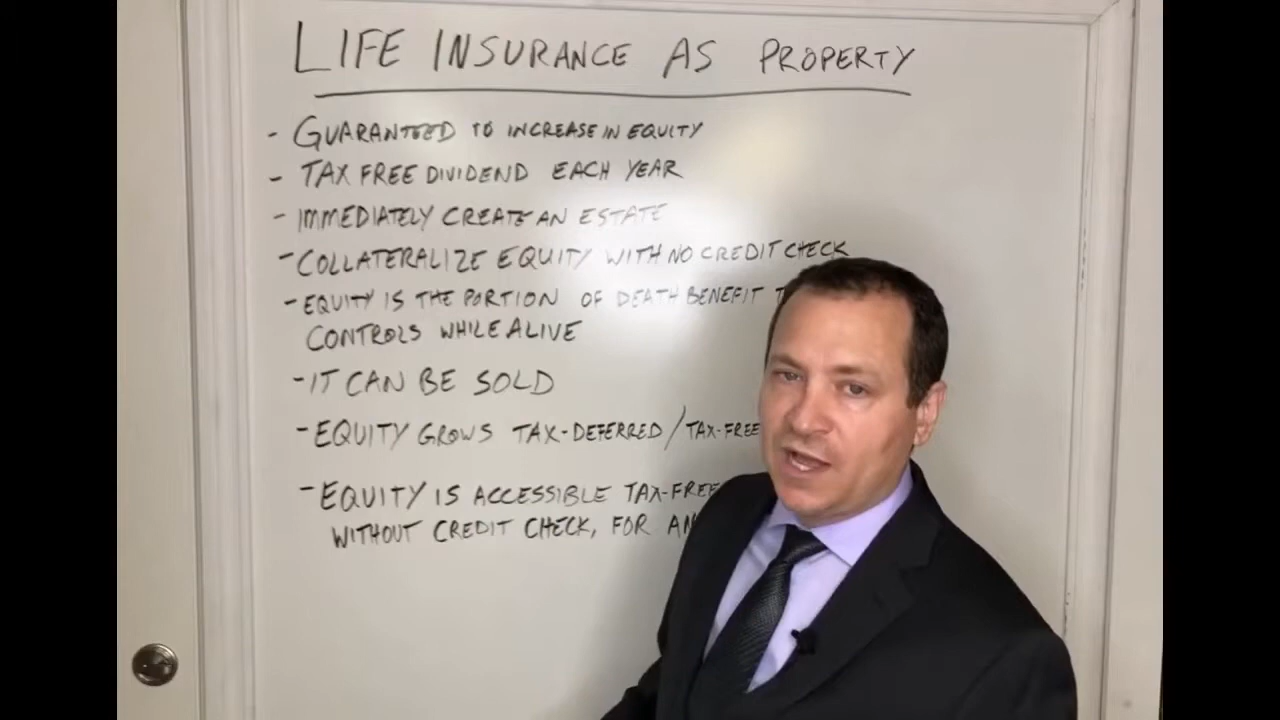 LIFE INSURANCE AS PROPERTY
- GUARANTEED TO INCREASE IN EQUITY
- TAX FREE DIVIDEND EACH YEAR
- IMMEDIATELY CREATE AN ESTATE
- COLLATERALIZE EQUITY WITH NO CREDIT CHECK
- EQUITY IS THE PORTION OF DEATH BENEFIT
CONTROLS WHILE ALIVE
- IT CAN BE SOLD
- EQUITY GROWS TAX-DEFERRED / TAX-FREE
- EQUITY IS ACCESSIBLE TAX-FREE
WITHOUT CREDIT CHECK, FOR